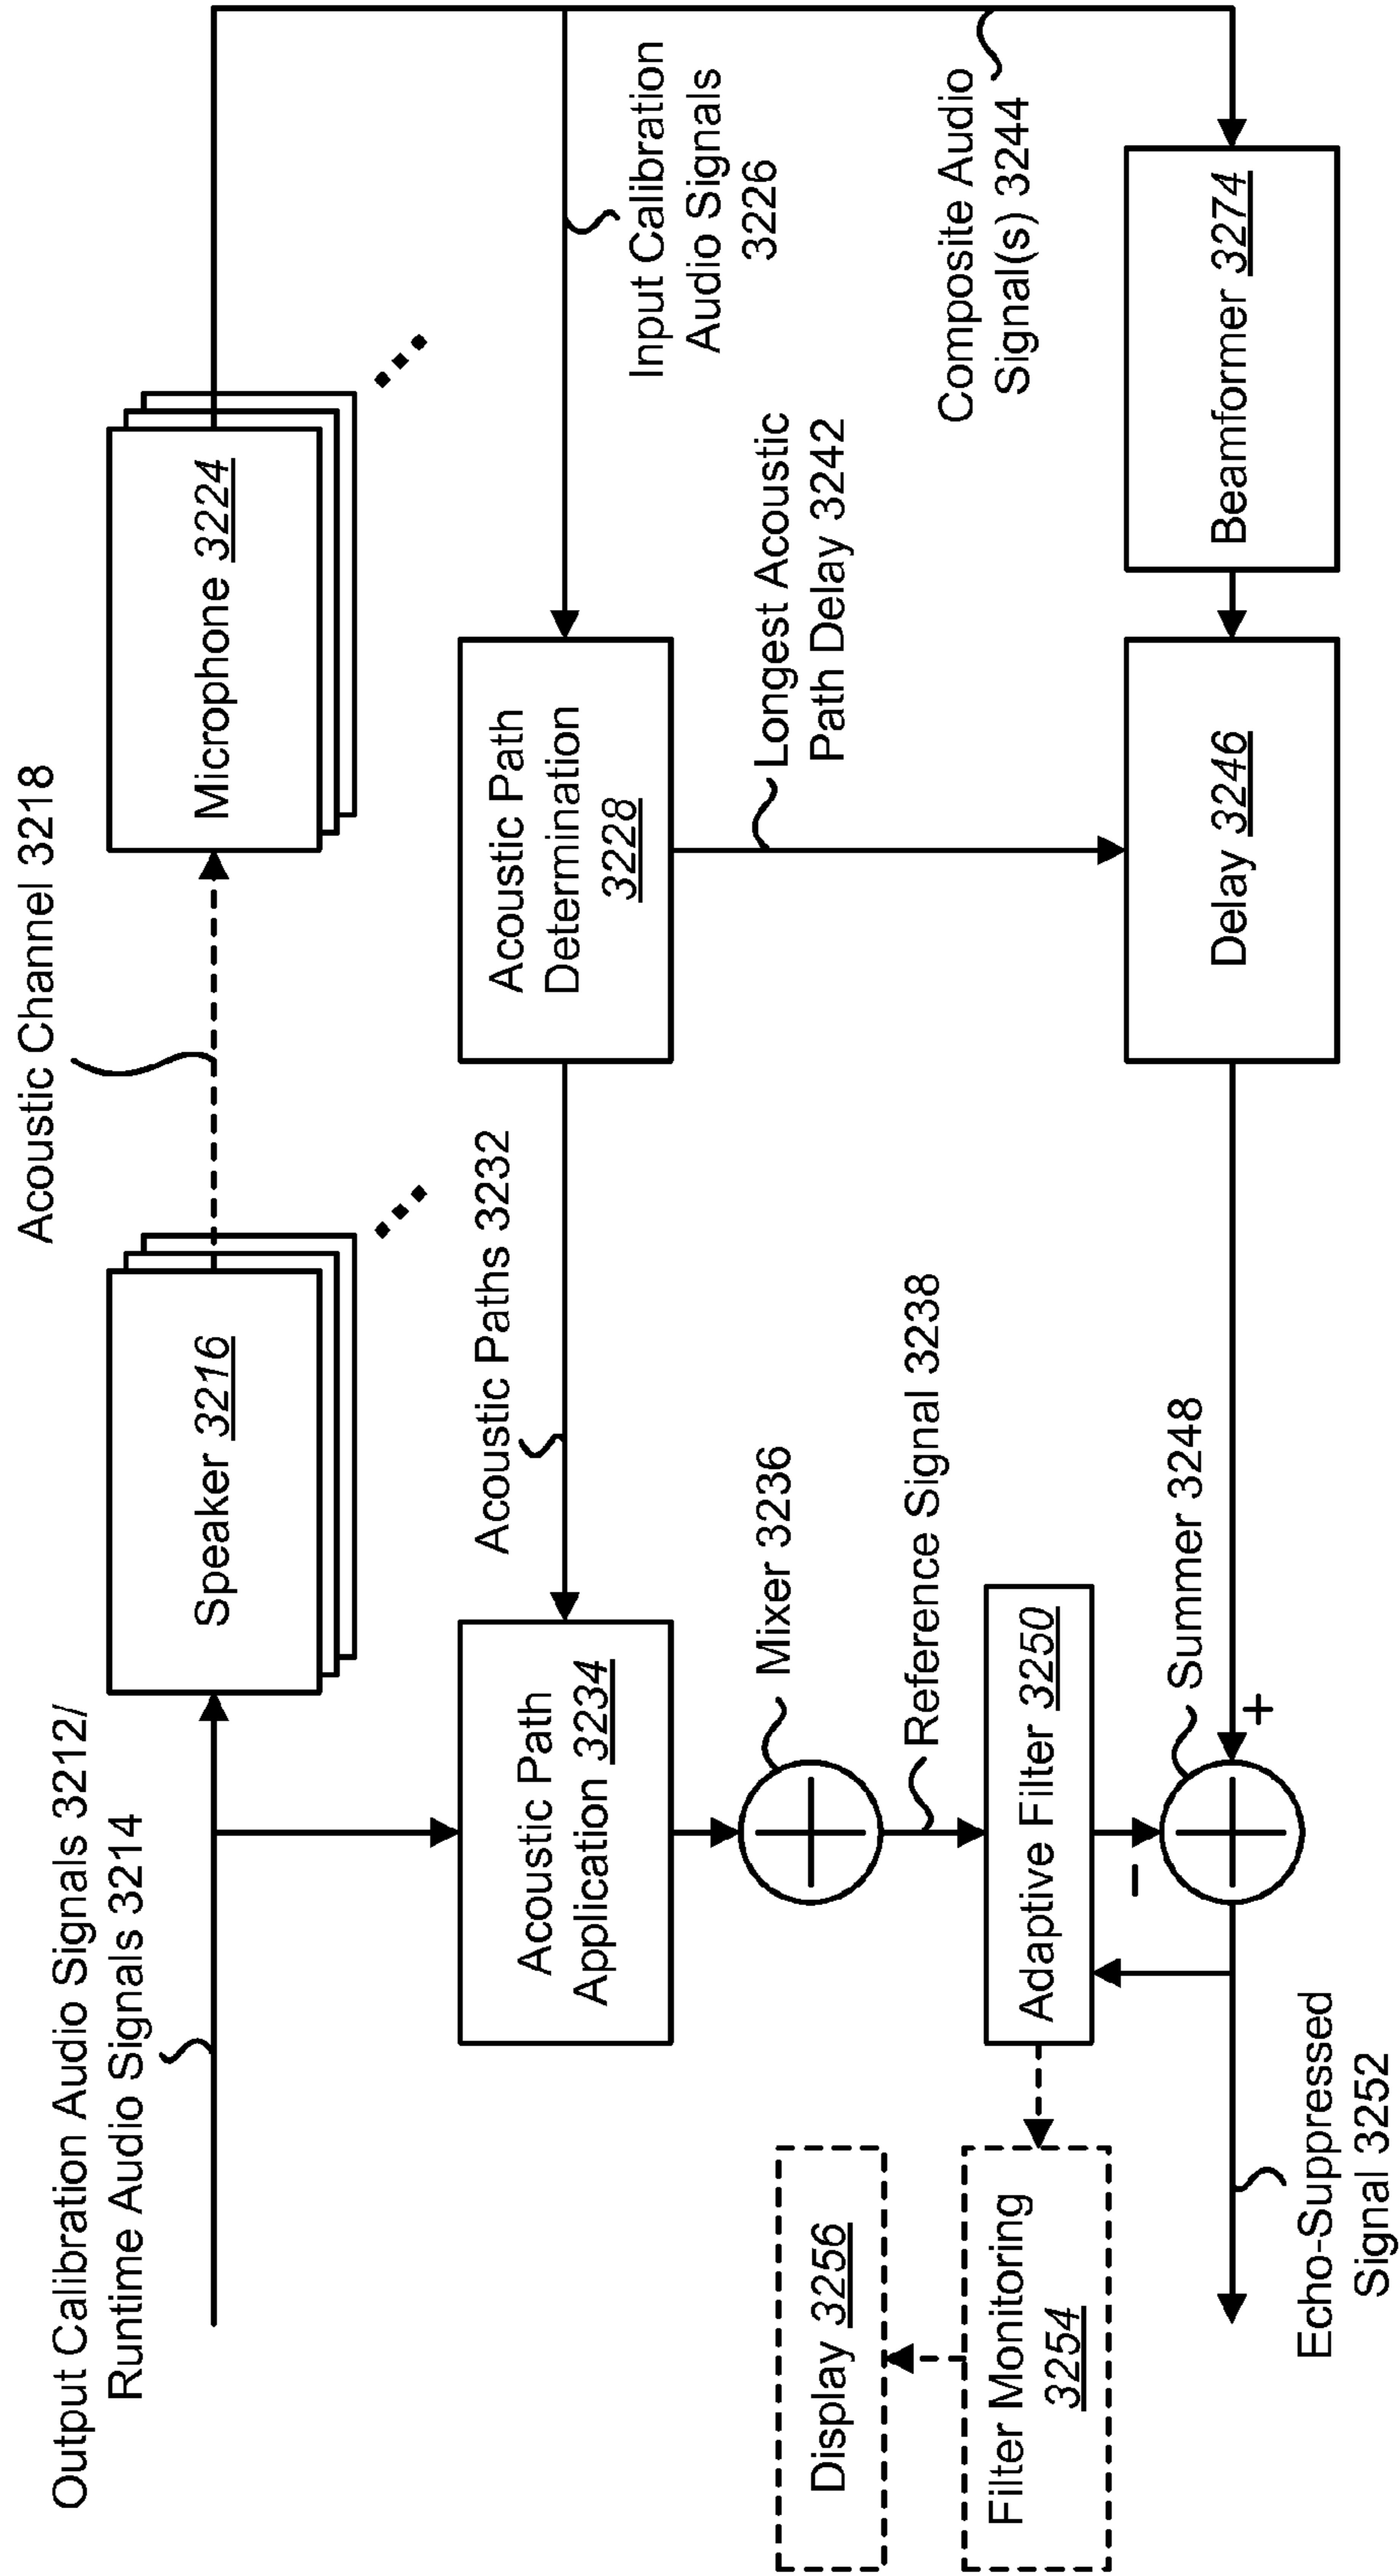 Output Calibration Audio Signals 3212/
Runtime Audio Signals 3214
Acoustic Channel 3218
Speaker 3216
Microphone 3224
Acoustic Path
Application 3234
Acoustic Paths 3232
Acoustic Path
Determination
3228
Input Calibration
Audio Signals
3226
Mixer 3236
Longest Acoustic
Path Delay 3242
Display 3256
Reference Signal 3238
Composite Audio
Signal(s) 3244
Filter Monitoring
3254
Adaptive Filter 3250
Summer 3248
Delay 3246
Beamformer 3274
+
−
Echo-Suppressed
Signal 3252